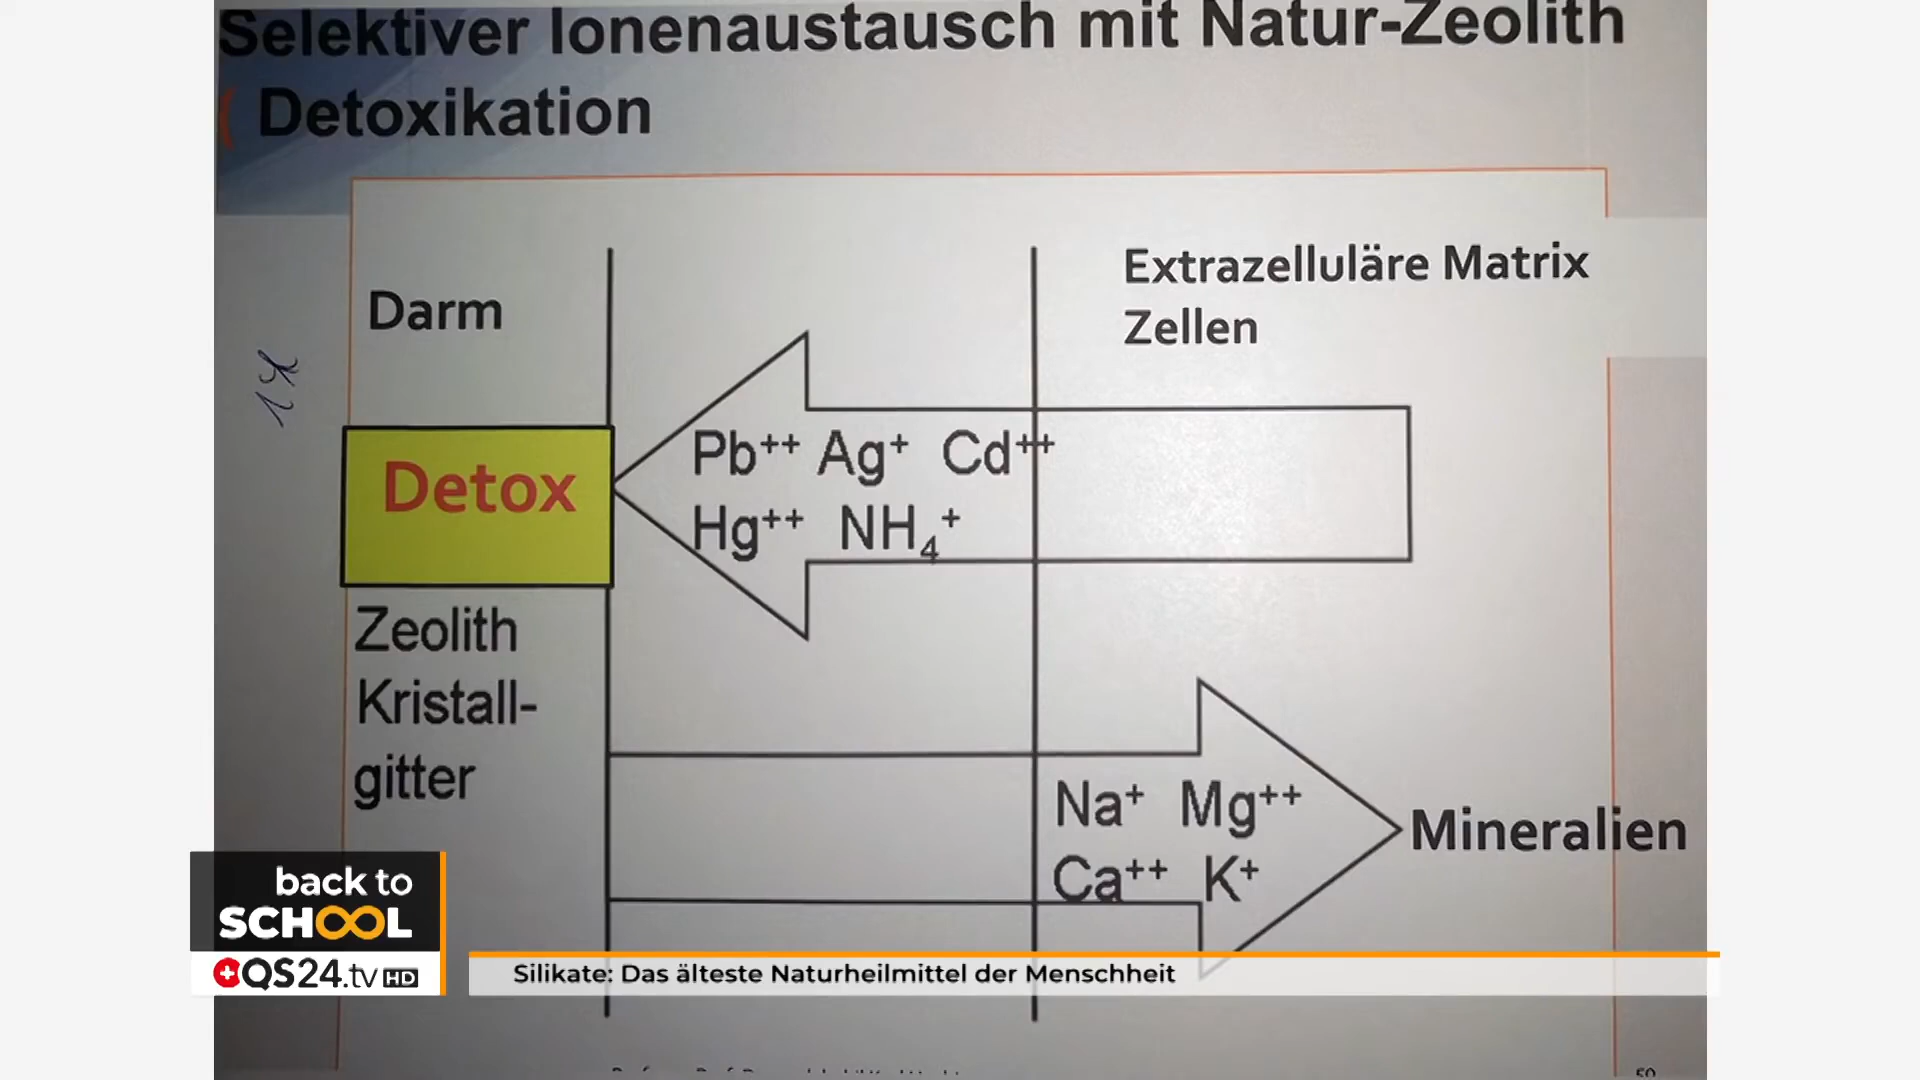 Selektiver Ionenaustausch mit Natur-Zeolith
( Detoxikation
Darm
Extrazelluläre Matrix
Zellen
Detox
Pb⁺⁺ Ag⁺ Cd⁺⁺
Hg⁺⁺ NH₄⁺
Zeolith
Kristall-
gitter
Na⁺ Mg⁺⁺
Ca⁺⁺ K⁺
Mineralien
back to
SCHOOL
QS24.tv HD
Silikate: Das älteste Naturheilmittel der Menschheit